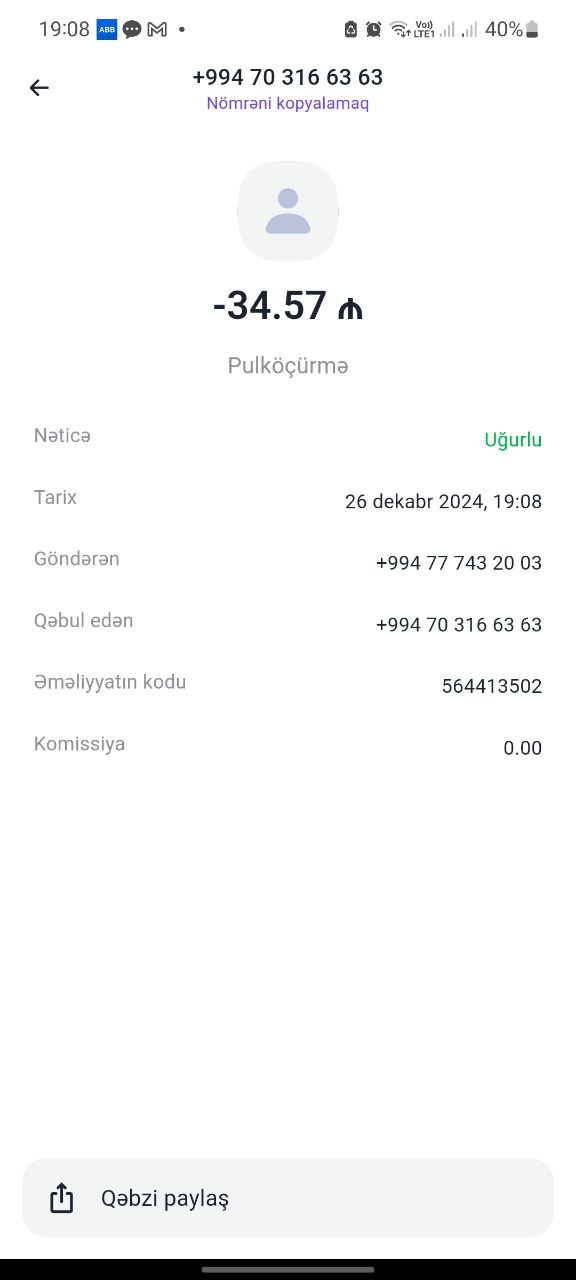 19:08 ABB
Vo)) LTE1 40%
+994 70 316 63 63
Nömrəni kopyalamaq
-34.57 ₼
Pulköçürmə
Nəticə Uğurlu
Tarix 26 dekabr 2024, 19:08
Göndərən +994 77 743 20 03
Qəbul edən +994 70 316 63 63
Əməliyyatın kodu 564413502
Komissiya 0.00
Qəbzi paylaş